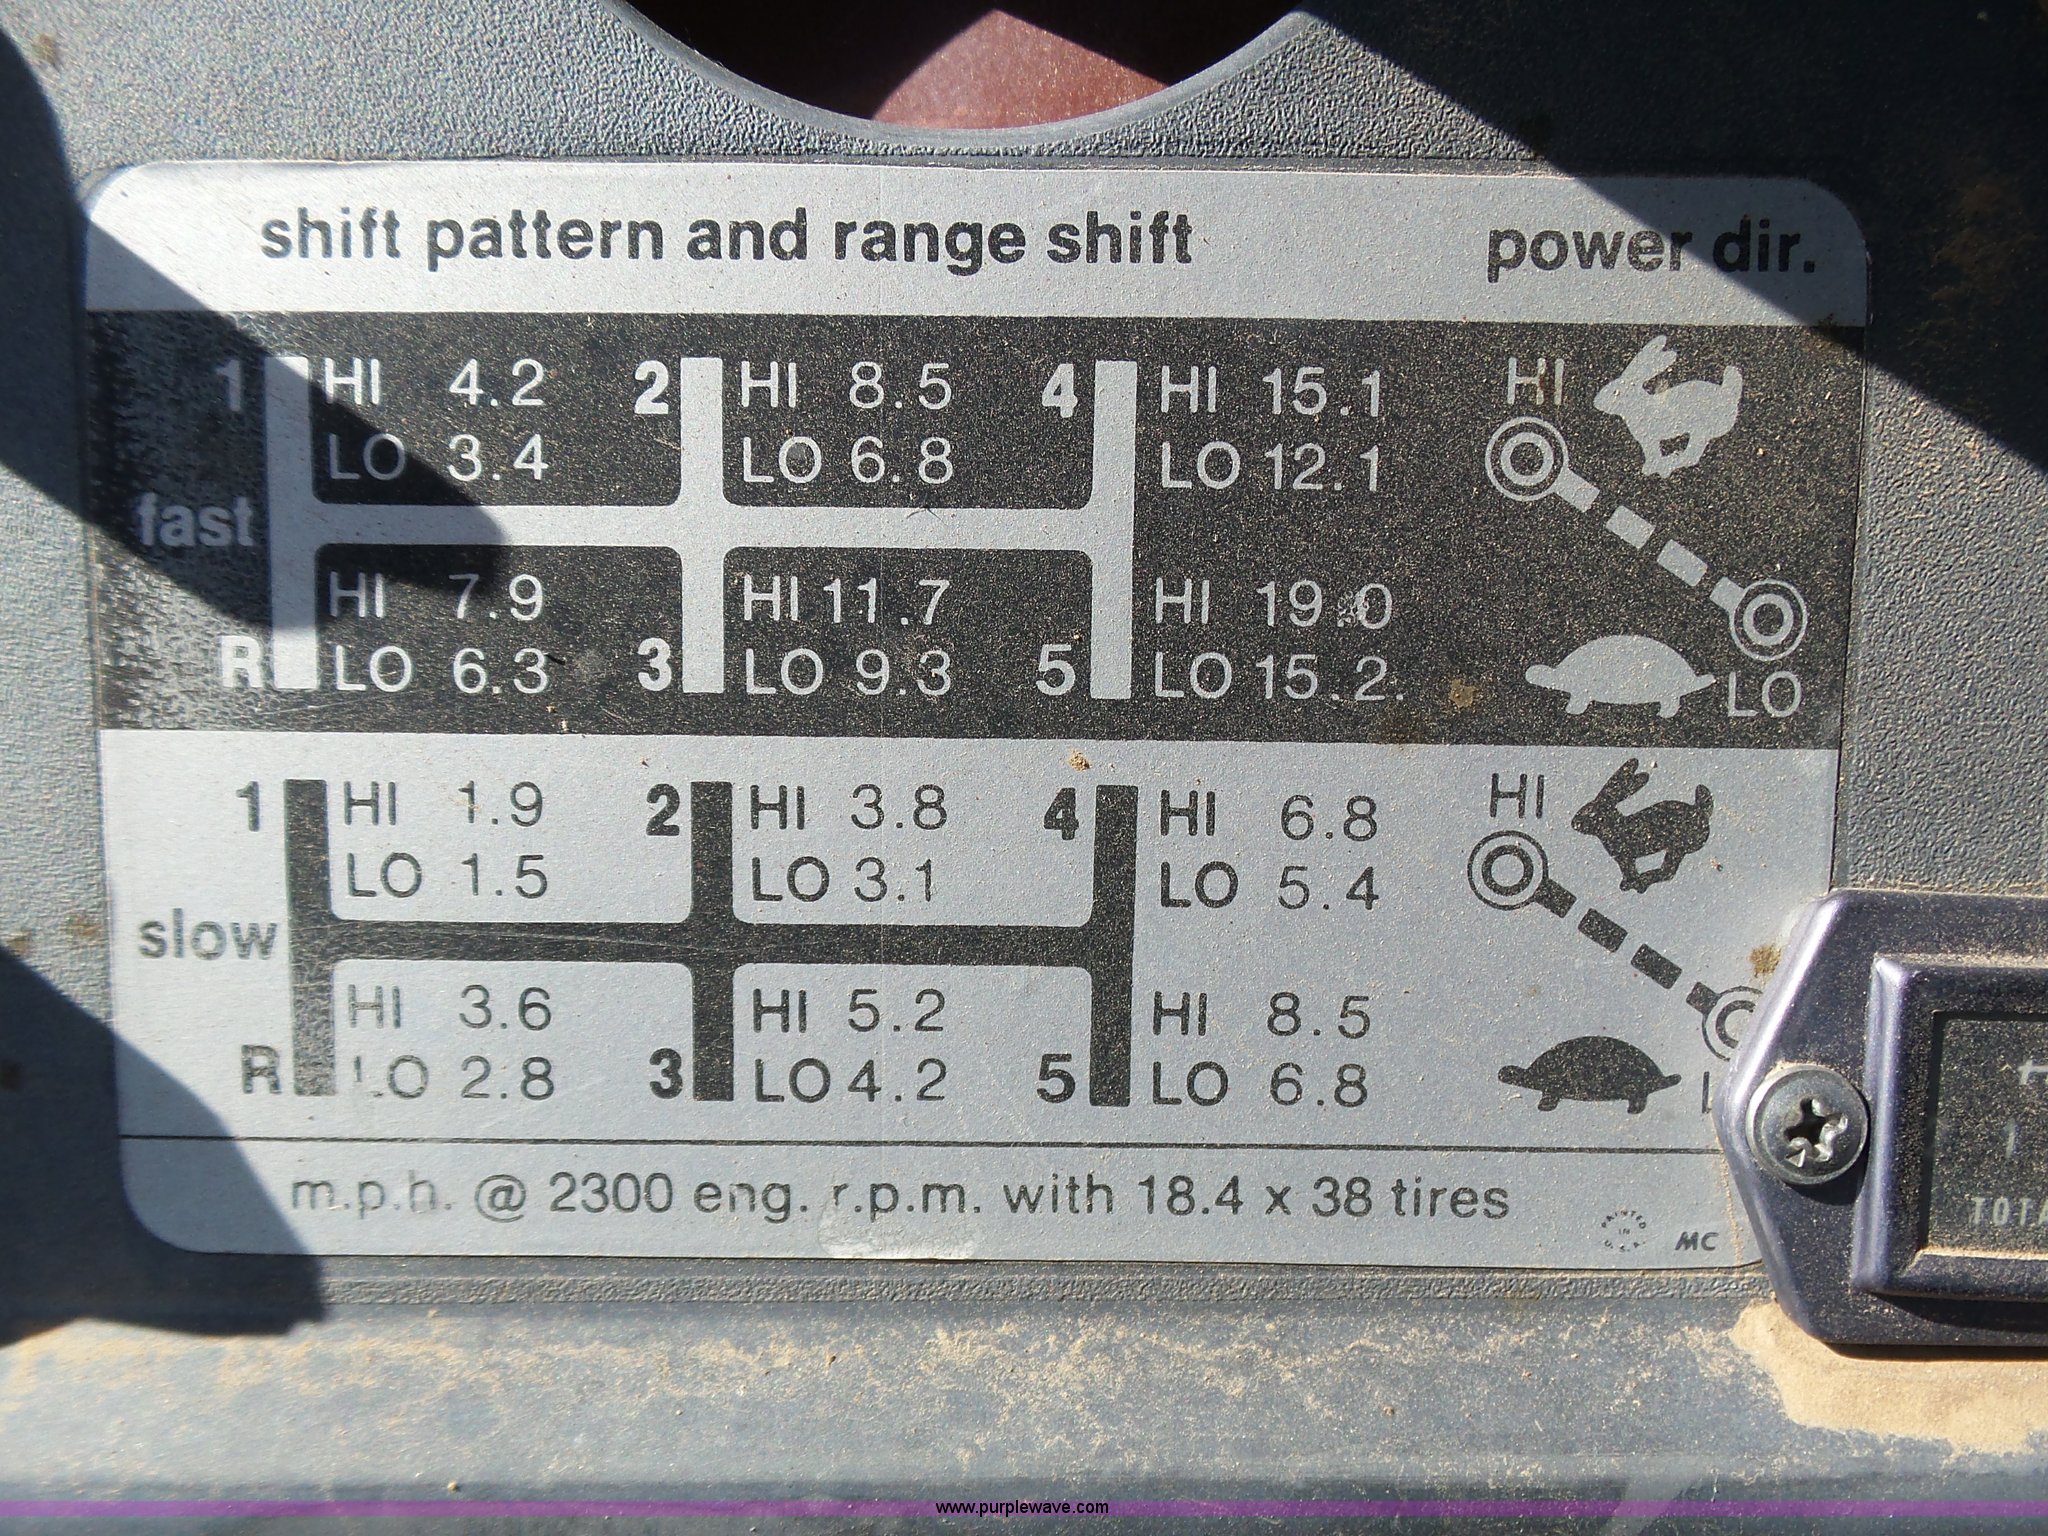 shift pattern and range shift power dir.
1 HI 4.2 2 HI 8.5 4 HI 15.1 HI
LO 3.4 LO 6.8 LO 12.1
fast
HI 7.9 HI 11.7 HI 19.0
R LO 6.3 3 LO 9.3 5 LO 15.2 LO
1 HI 1.9 2 HI 3.8 4 HI 6.8 HI
LO 1.5 LO 3.1 LO 5.4
slow
HI 3.6 HI 5.2 HI 8.5
R LO 2.8 3 LO 4.2 5 LO 6.8
m.p.h. @ 2300 eng. r.p.m. with 18.4 x 38 tires
PRINTED IN
MC
www.purplewave.com